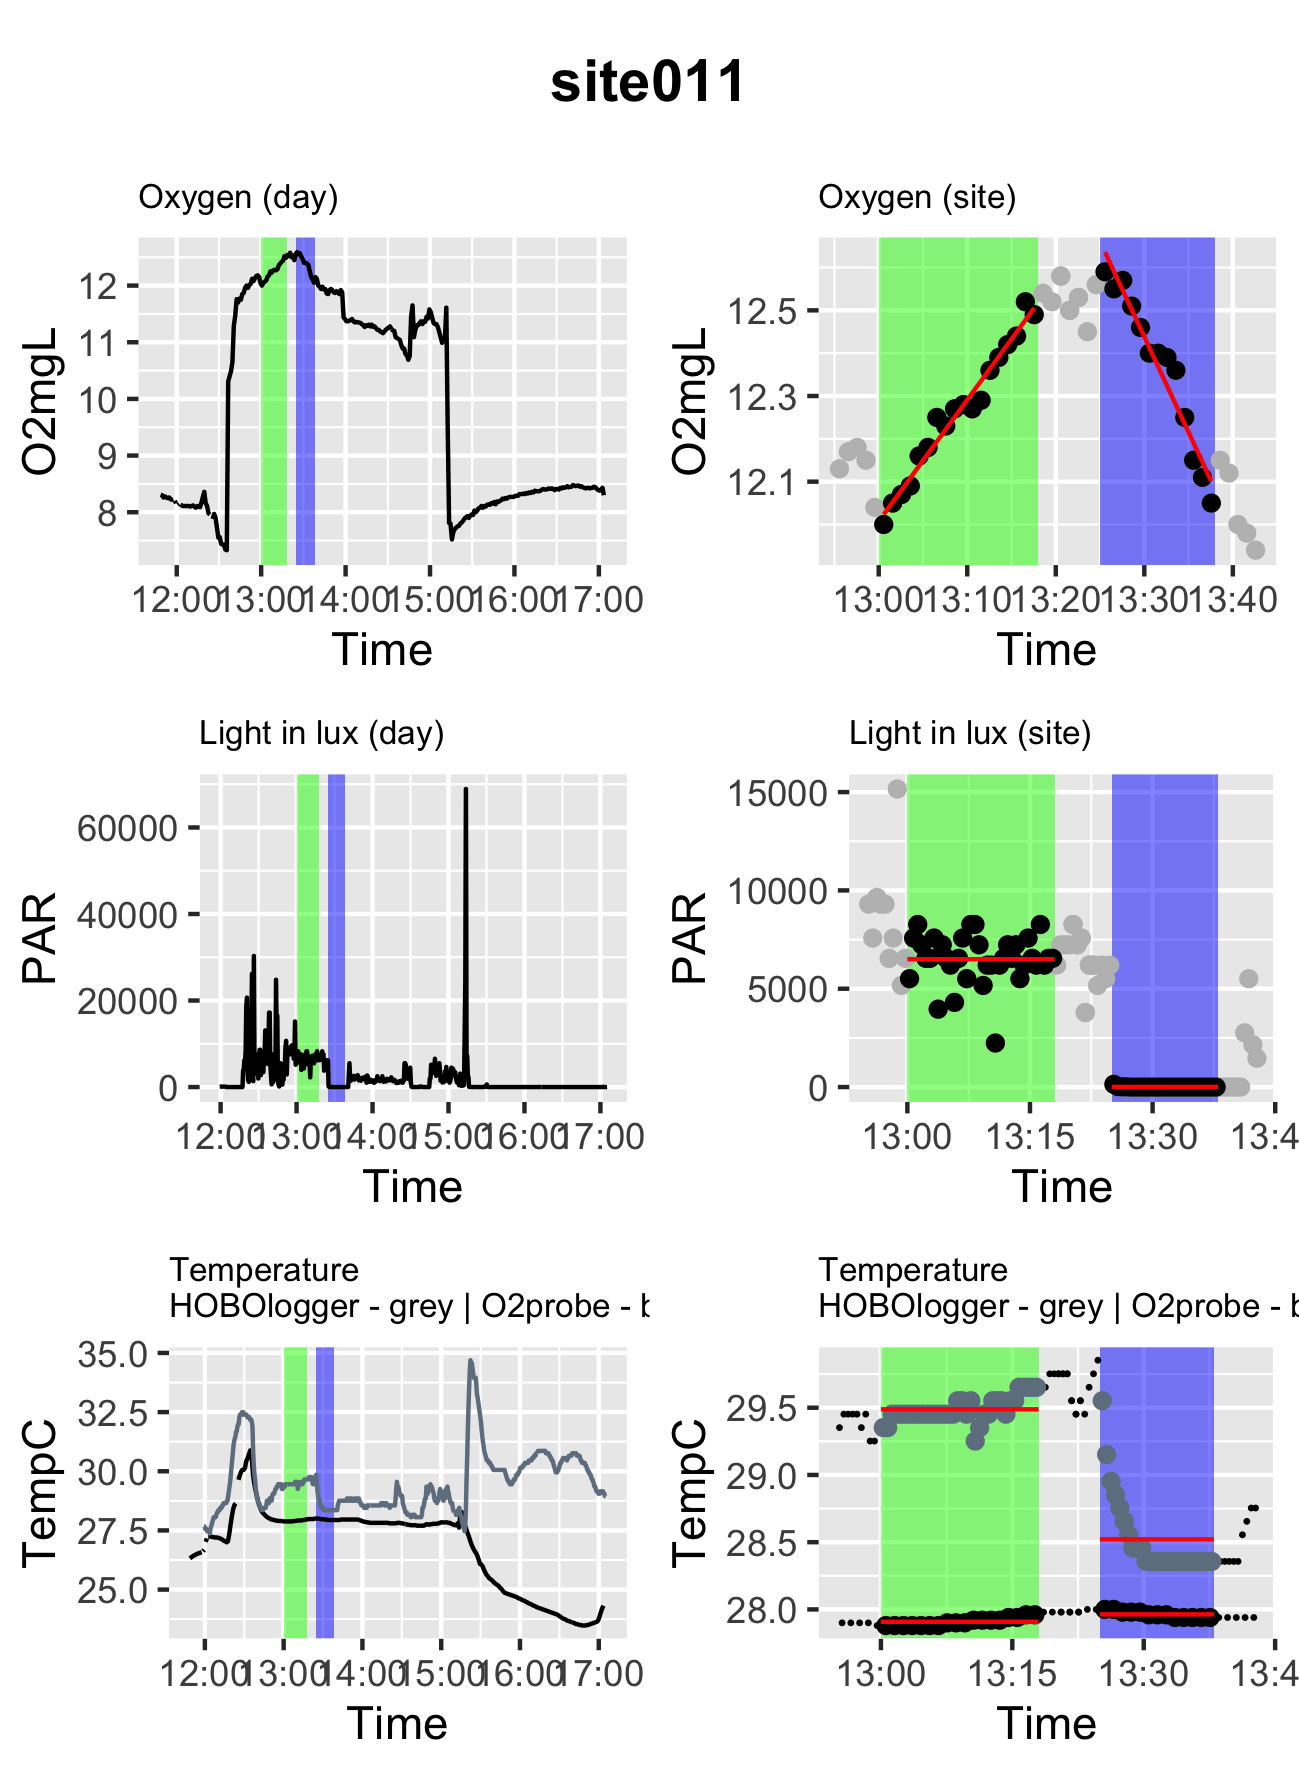 site011
Oxygen (day)
O2mgL
12
11
10
9
8
12:00 13:00 14:00 15:00 16:00 17:00
Time
Oxygen (site)
O2mgL
12.5
12.3
12.1
13:00 13:10 13:20 13:30 13:40
Time
Light in lux (day)
PAR
60000
40000
20000
0
12:00 13:00 14:00 15:00 16:00 17:00
Time
Light in lux (site)
PAR
15000
10000
5000
0
13:00 13:15 13:30 13:4
Time
Temperature
HOBOlogger - grey | O2probe - b
TempC
35.0
32.5
30.0
27.5
25.0
12:00 13:00 14:00 15:00 16:00 17:00
Time
Temperature
HOBOlogger - grey | O2probe - b
TempC
29.5
29.0
28.5
28.0
13:00 13:15 13:30 13:4
Time